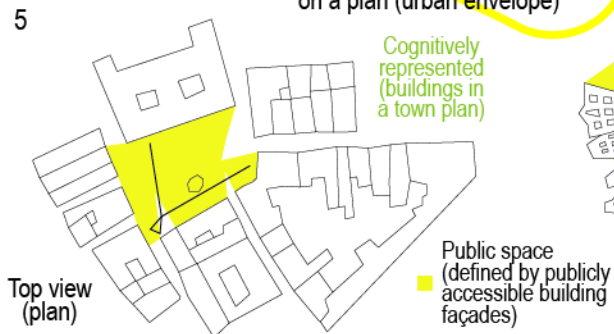 5
on a plan (urban envelope)
Cognitively
represented
(buildings in
a town plan)
Top view
(plan)
Public space
(defined by publicly
accessible building
façades)